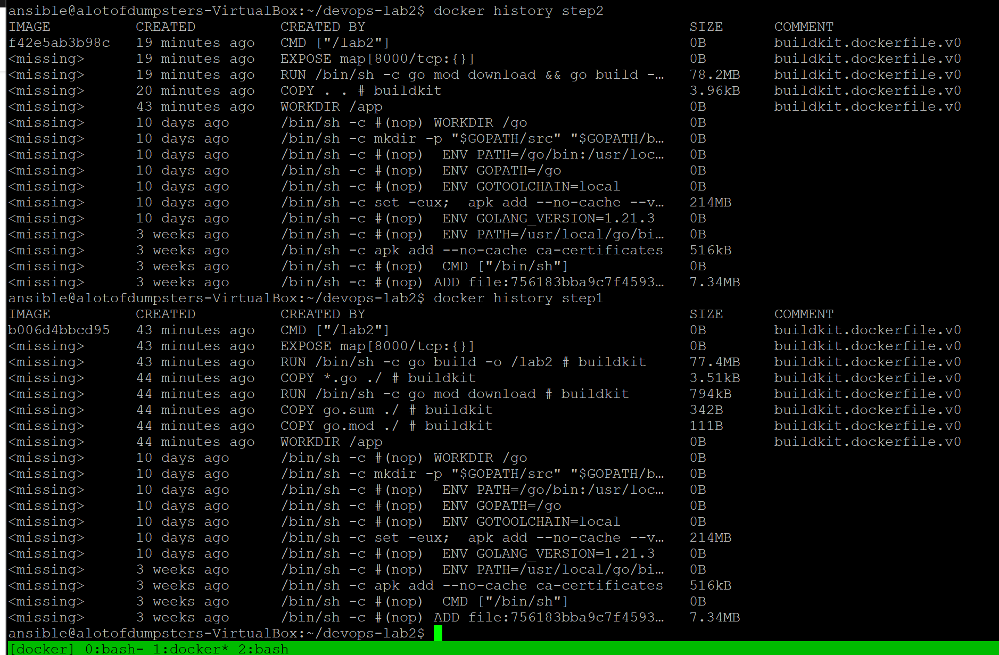 ansible@alotofdumpsters-VirtualBox:~/devops-lab2$ docker history step2
IMAGE          CREATED          CREATED BY                                      SIZE      COMMENT
f42e5ab3b98c   19 minutes ago   CMD ["/lab2"]                                   0B        buildkit.dockerfile.v0
<missing>      19 minutes ago   EXPOSE map[8000/tcp:{}]                         0B        buildkit.dockerfile.v0
<missing>      19 minutes ago   RUN /bin/sh -c go mod download && go build -…   78.2MB    buildkit.dockerfile.v0
<missing>      20 minutes ago   COPY . . # buildkit                             3.96kB    buildkit.dockerfile.v0
<missing>      43 minutes ago   WORKDIR /app                                    0B        buildkit.dockerfile.v0
<missing>      10 days ago      /bin/sh -c #(nop) WORKDIR /go                   0B
<missing>      10 days ago      /bin/sh -c mkdir -p "$GOPATH/src" "$GOPATH/b…   0B
<missing>      10 days ago      /bin/sh -c #(nop)  ENV PATH=/go/bin:/usr/loc…   0B
<missing>      10 days ago      /bin/sh -c #(nop)  ENV GOPATH=/go               0B
<missing>      10 days ago      /bin/sh -c #(nop)  ENV GOTOOLCHAIN=local        0B
<missing>      10 days ago      /bin/sh -c set -eux;  apk add --no-cache --v…   214MB
<missing>      10 days ago      /bin/sh -c #(nop)  ENV GOLANG_VERSION=1.21.3    0B
<missing>      3 weeks ago      /bin/sh -c #(nop)  ENV PATH=/usr/local/go/bi…   0B
<missing>      3 weeks ago      /bin/sh -c apk add --no-cache ca-certificates   516kB
<missing>      3 weeks ago      /bin/sh -c #(nop)  CMD ["/bin/sh"]              0B
<missing>      3 weeks ago      /bin/sh -c #(nop) ADD file:756183bba9c7f4593…   7.34MB
ansible@alotofdumpsters-VirtualBox:~/devops-lab2$ docker history step1
IMAGE          CREATED          CREATED BY                                      SIZE      COMMENT
b006d4bbcd95   43 minutes ago   CMD ["/lab2"]                                   0B        buildkit.dockerfile.v0
<missing>      43 minutes ago   EXPOSE map[8000/tcp:{}]                         0B        buildkit.dockerfile.v0
<missing>      43 minutes ago   RUN /bin/sh -c go build -o /lab2 # buildkit     77.4MB    buildkit.dockerfile.v0
<missing>      44 minutes ago   COPY *.go ./ # buildkit                         3.51kB    buildkit.dockerfile.v0
<missing>      44 minutes ago   RUN /bin/sh -c go mod download # buildkit       794kB     buildkit.dockerfile.v0
<missing>      44 minutes ago   COPY go.sum ./ # buildkit                       342B      buildkit.dockerfile.v0
<missing>      44 minutes ago   COPY go.mod ./ # buildkit                       111B      buildkit.dockerfile.v0
<missing>      44 minutes ago   WORKDIR /app                                    0B        buildkit.dockerfile.v0
<missing>      10 days ago      /bin/sh -c #(nop) WORKDIR /go                   0B
<missing>      10 days ago      /bin/sh -c mkdir -p "$GOPATH/src" "$GOPATH/b…   0B
<missing>      10 days ago      /bin/sh -c #(nop)  ENV PATH=/go/bin:/usr/loc…   0B
<missing>      10 days ago      /bin/sh -c #(nop)  ENV GOPATH=/go               0B
<missing>      10 days ago      /bin/sh -c #(nop)  ENV GOTOOLCHAIN=local        0B
<missing>      10 days ago      /bin/sh -c set -eux;  apk add --no-cache --v…   214MB
<missing>      10 days ago      /bin/sh -c #(nop)  ENV GOLANG_VERSION=1.21.3    0B
<missing>      3 weeks ago      /bin/sh -c #(nop)  ENV PATH=/usr/local/go/bi…   0B
<missing>      3 weeks ago      /bin/sh -c apk add --no-cache ca-certificates   516kB
<missing>      3 weeks ago      /bin/sh -c #(nop)  CMD ["/bin/sh"]              0B
<missing>      3 weeks ago      /bin/sh -c #(nop) ADD file:756183bba9c7f4593…   7.34MB
ansible@alotofdumpsters-VirtualBox:~/devops-lab2$
[docker] 0:bash- 1:docker* 2:bash